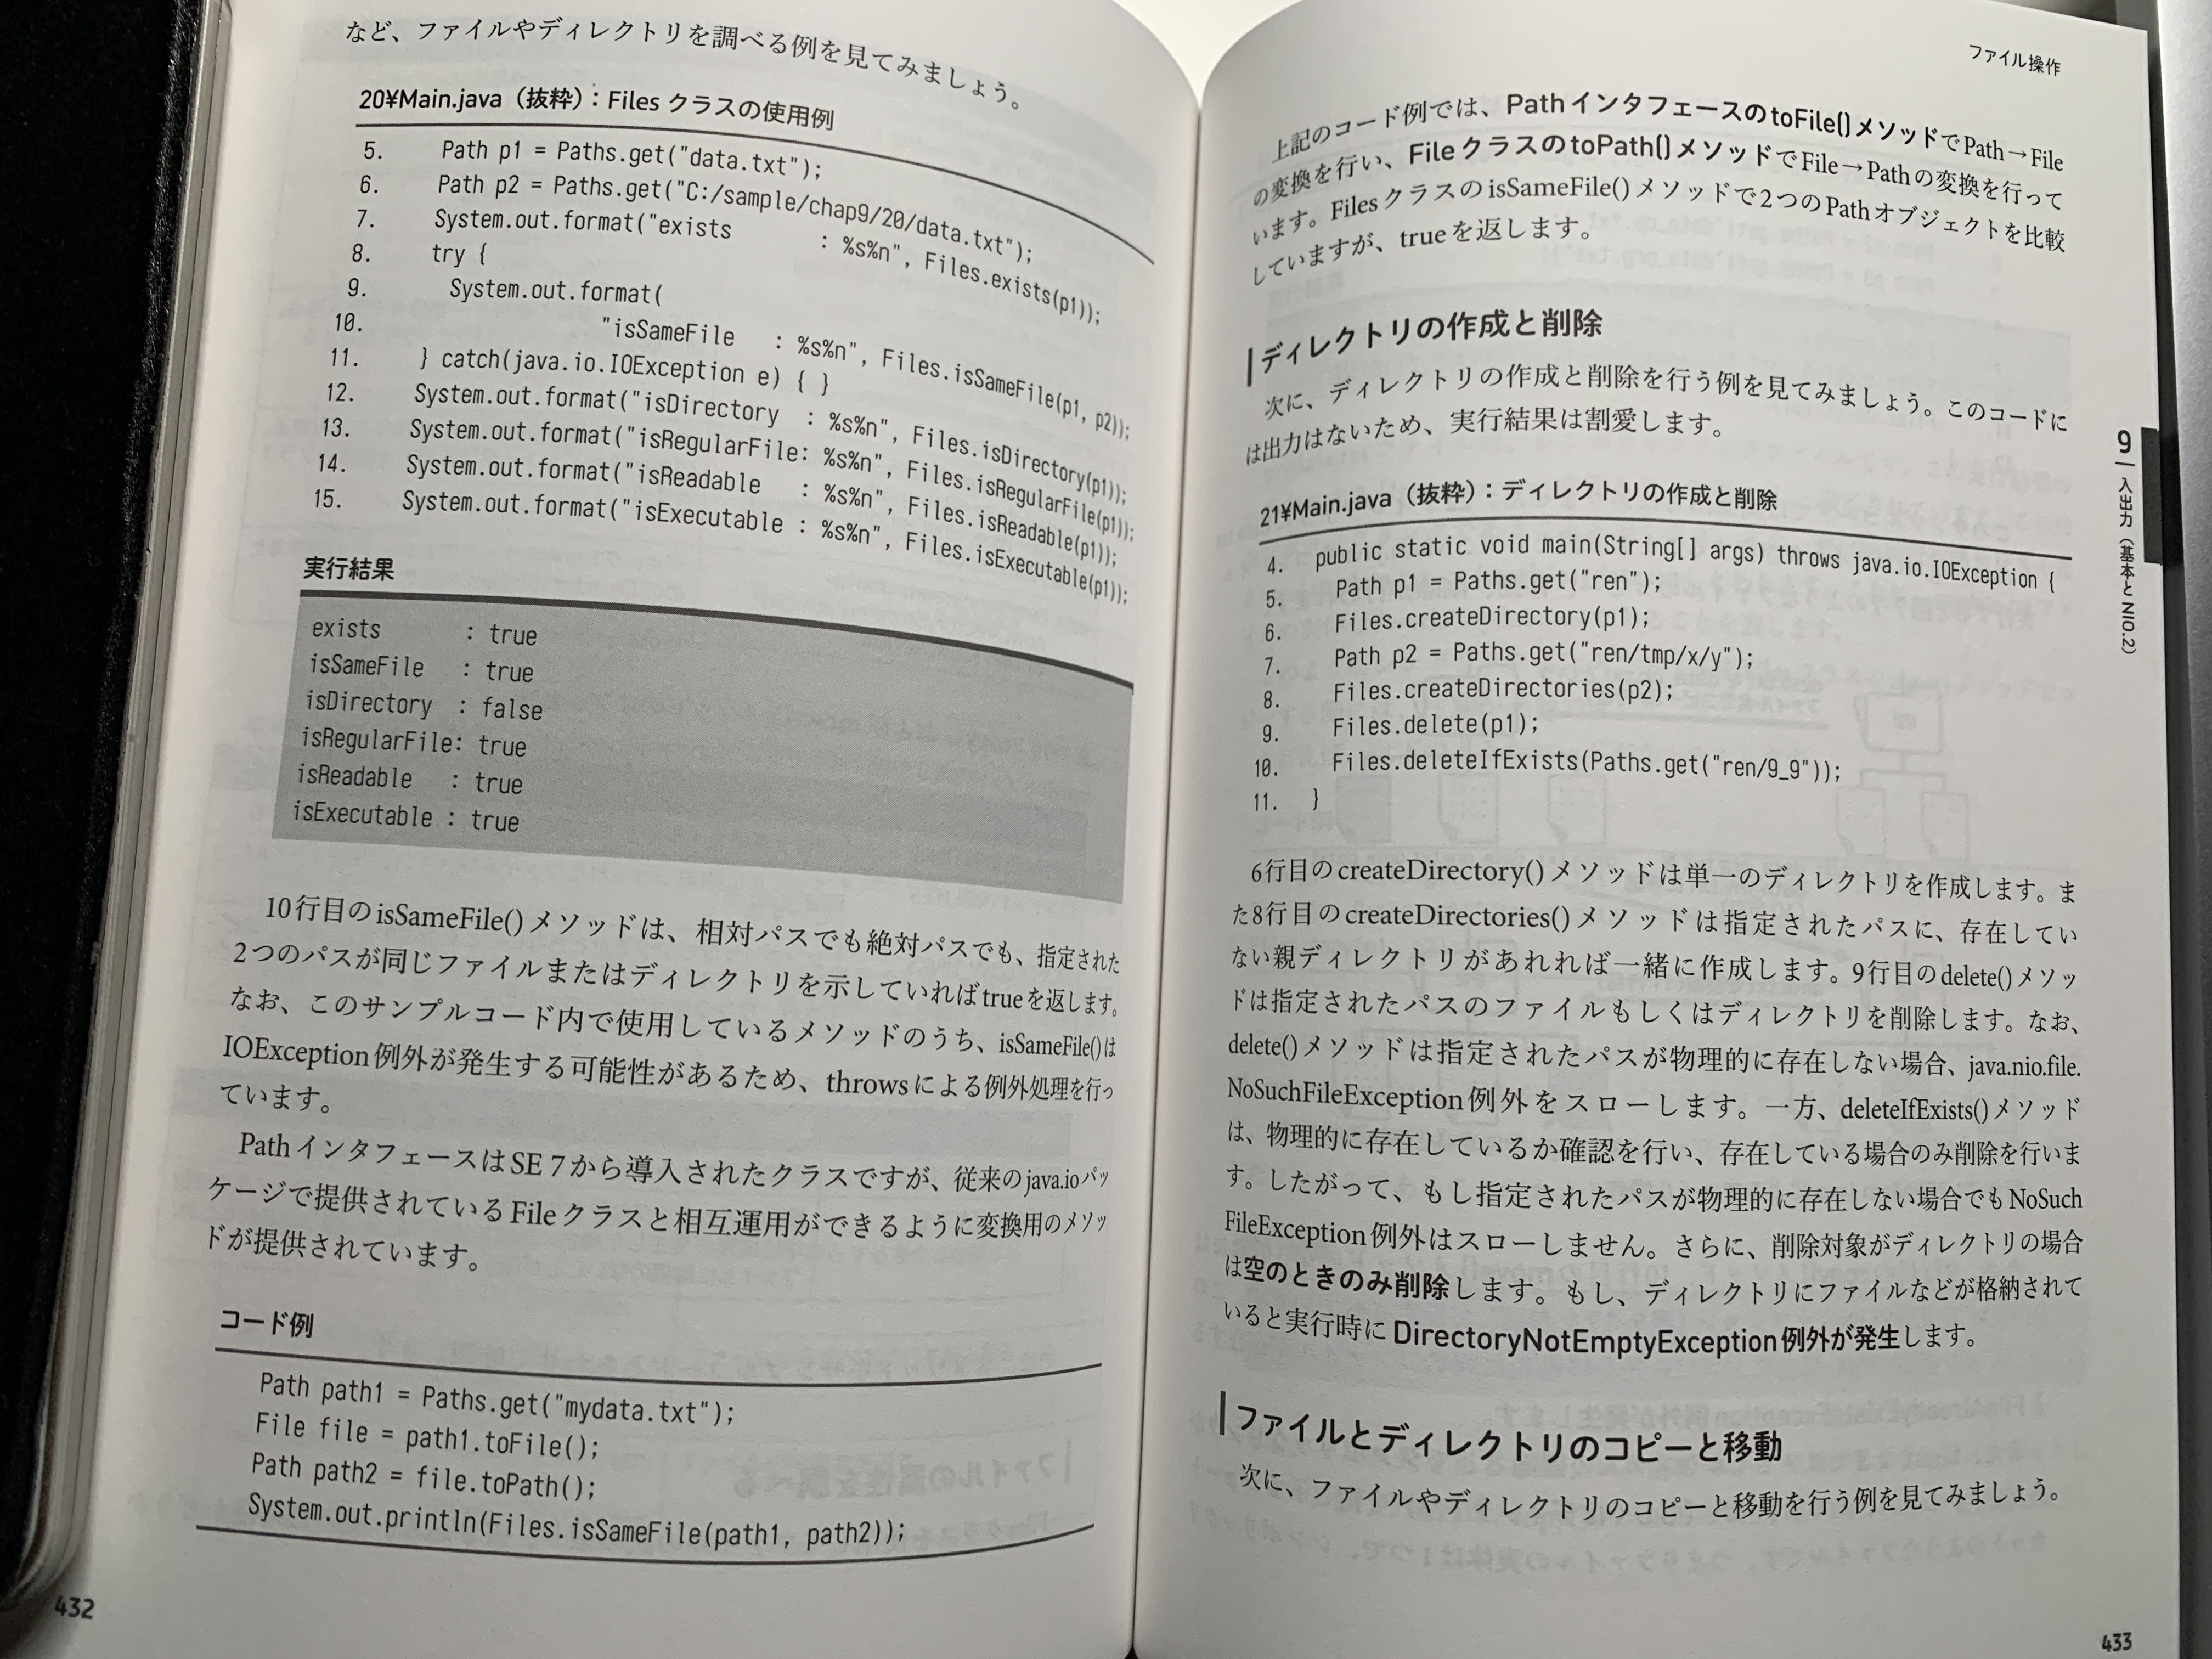 など、ファイルやディレクトリを調べる例を見てみましょう。
20¥Main.java（抜粋）：Files クラスの使用例
5. Path p1 = Paths.get("data.txt");
6. Path p2 = Paths.get("C:/sample/chap9/20/data.txt");
7. System.out.format("exists : %s%n", Files.exists(p1));
8. try {
9. System.out.format(
10. "isSameFile : %s%n", Files.isSameFile(p1, p2));
11. } catch(java.io.IOException e) { }
12. System.out.format("isDirectory : %s%n", Files.isDirectory(p1));
13. System.out.format("isRegularFile: %s%n", Files.isRegularFile(p1));
14. System.out.format("isReadable : %s%n", Files.isReadable(p1));
15. System.out.format("isExecutable : %s%n", Files.isExecutable(p1));
実行結果
exists : true
isSameFile : true
isDirectory : false
isRegularFile: true
isReadable : true
isExecutable : true
10行目のisSameFile()メソッドは、相対パスでも絶対パスでも、指定された
2つのパスが同じファイルまたはディレクトリを示していればtrueを返します。
なお、このサンプルコード内で使用しているメソッドのうち、isSameFile()は
IOException例外が発生する可能性があるため、throwsによる例外処理を行っ
ています。
PathインタフェースはSE 7から導入されたクラスですが、従来のjava.ioパッ
ケージで提供されているFileクラスと相互運用ができるように変換用のメソッ
ドが提供されています。
コード例
Path path1 = Paths.get("mydata.txt");
File file = path1.toFile();
Path path2 = file.toPath();
System.out.println(Files.isSameFile(path1, path2));
432
ファイル操作
上記のコード例では、PathインタフェースのtoFile()メソッドでPath→File
の変換を行い、FileクラスのtoPath()メソッドでFile→Pathの変換を行って
います。FilesクラスのisSameFile()メソッドで2つのPathオブジェクトを比較
していますが、trueを返します。
ディレクトリの作成と削除
次に、ディレクトリの作成と削除を行う例を見てみましょう。このコードに
は出力はないため、実行結果は割愛します。
21¥Main.java（抜粋）：ディレクトリの作成と削除
4. public static void main(String[] args) throws java.io.IOException {
5. Path p1 = Paths.get("ren");
6. Files.createDirectory(p1);
7. Path p2 = Paths.get("ren/tmp/x/y");
8. Files.createDirectories(p2);
9. Files.delete(p1);
10. Files.deleteIfExists(Paths.get("ren/9_9"));
11. }
6行目のcreateDirectory()メソッドは単一のディレクトリを作成します。ま
た8行目のcreateDirectories()メソッドは指定されたパスに、存在してい
ない親ディレクトリがあれれば一緒に作成します。9行目のdelete()メソッ
ドは指定されたパスのファイルもしくはディレクトリを削除します。なお、
delete()メソッドは指定されたパスが物理的に存在しない場合、java.nio.file.
NoSuchFileException例外をスローします。一方、deleteIfExists()メソッド
は、物理的に存在しているか確認を行い、存在している場合のみ削除を行いま
す。したがって、もし指定されたパスが物理的に存在しない場合でもNoSuch
FileException例外はスローしません。さらに、削除対象がディレクトリの場合
は空のときのみ削除します。もし、ディレクトリにファイルなどが格納されて
いると実行時にDirectoryNotEmptyException例外が発生します。
ファイルとディレクトリのコピーと移動
次に、ファイルやディレクトリのコピーと移動を行う例を見てみましょう。
9 入出力（基本とNIO.2）
433